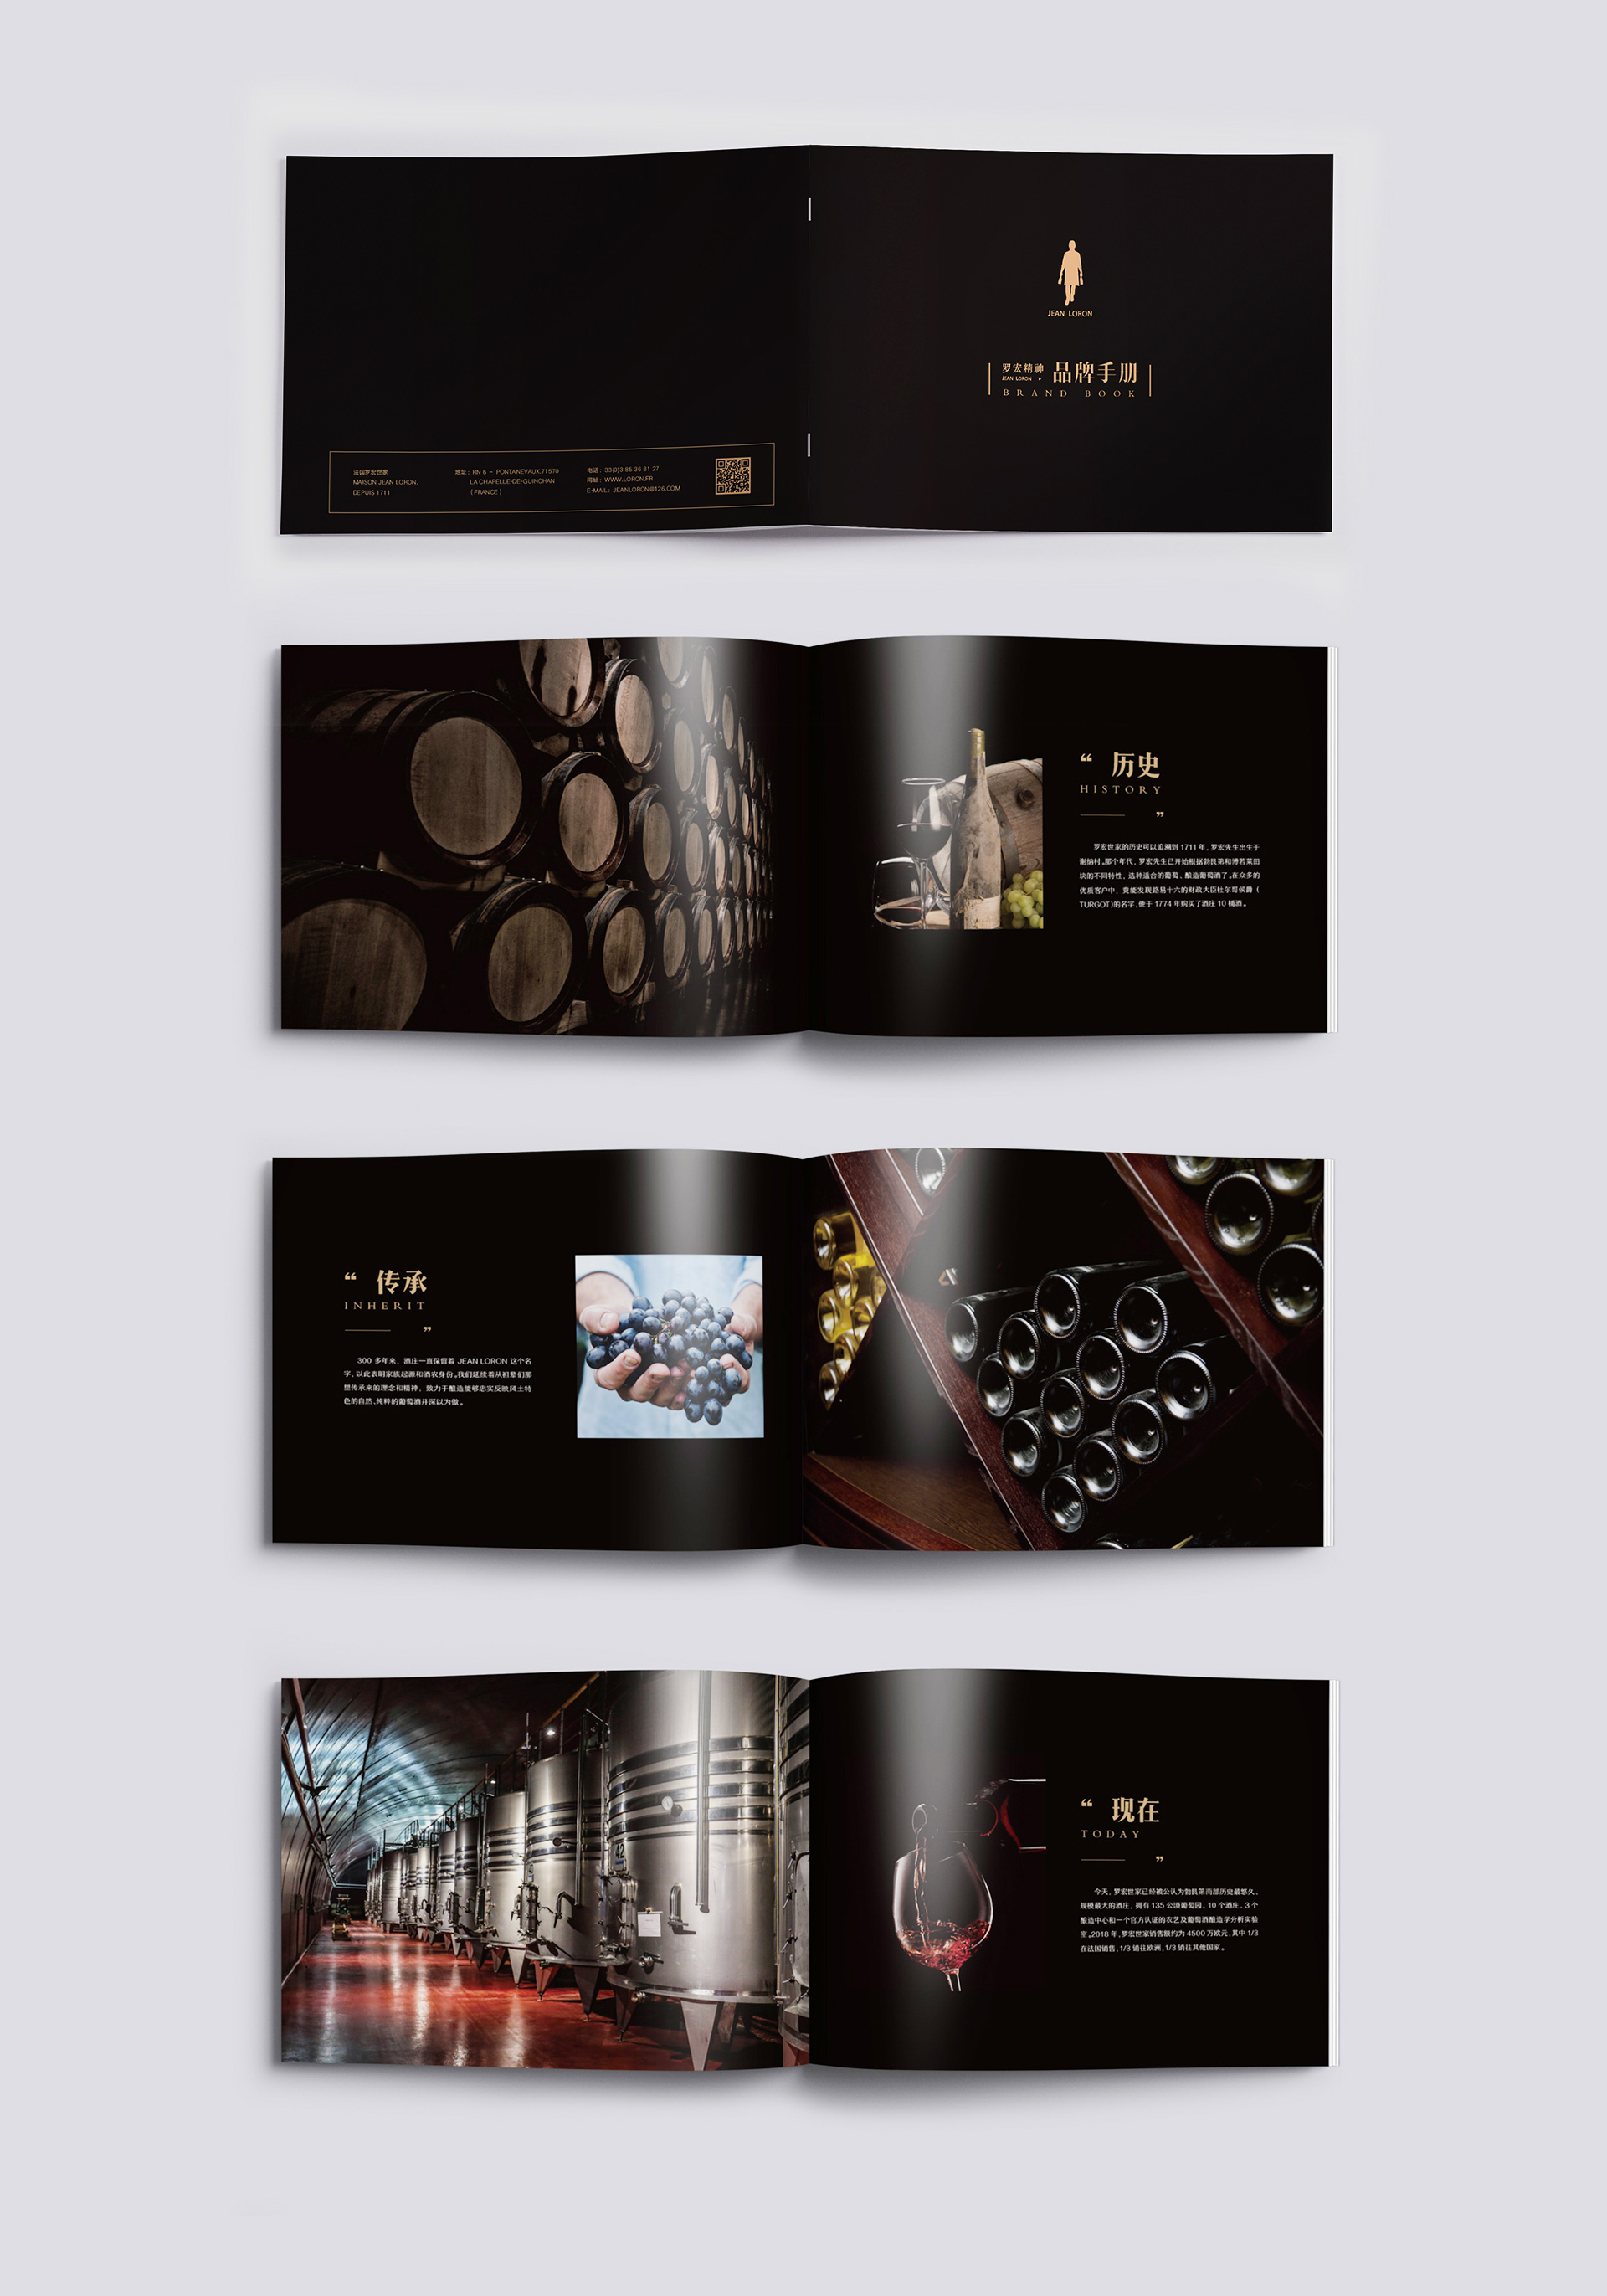 JEAN LORON
罗宏精神
JEAN LORON
品牌手册
BRAND BOOK
法国罗宏世家
MAISON JEAN LORON,
DEPUIS 1711
地址：RN 6 – PONTANEVAUX,71570
LA CHAPELLE-DE-GUINCHAN
（FRANCE）
电话：33(0)3 85 36 81 27
网址：WWW.LORON.FR
E-MAIL：JEANLORON@126.COM
“ 历史
HISTORY
”
罗宏世家的历史可以追溯到 1711 年，罗宏先生出生于
谢纳村。那个年代，罗宏先生已开始根据勃艮第和博若莱田
块的不同特性，选种适合的葡萄、酿造葡萄酒了。在众多的
优质客户中，竟能发现路易十六的财政大臣杜尔哥侯爵（
TURGOT)的名字，他于 1774 年购买了酒庄 10 桶酒。
“ 传承
INHERIT
”
300 多年来，酒庄一直保留着 JEAN LORON 这个名
字，以此表明家族起源和酒农身份。我们延续着从祖辈们那
里传承来的理念和精神，致力于酿造能够忠实反映风土特
色的自然、纯粹的葡萄酒并深以为傲。
“ 现在
TODAY
”
今天，罗宏世家已经被公认为勃艮第南部历史最悠久、
规模最大的酒庄，拥有 135 公顷葡萄园、10 个酒庄、3 个
酿造中心和一个官方认证的农艺及葡萄酒酿造学分析实验
室。2018 年，罗宏世家销售额约为 4500 万欧元，其中 1/3
在法国销售，1/3 销往欧洲，1/3 销往其他国家。